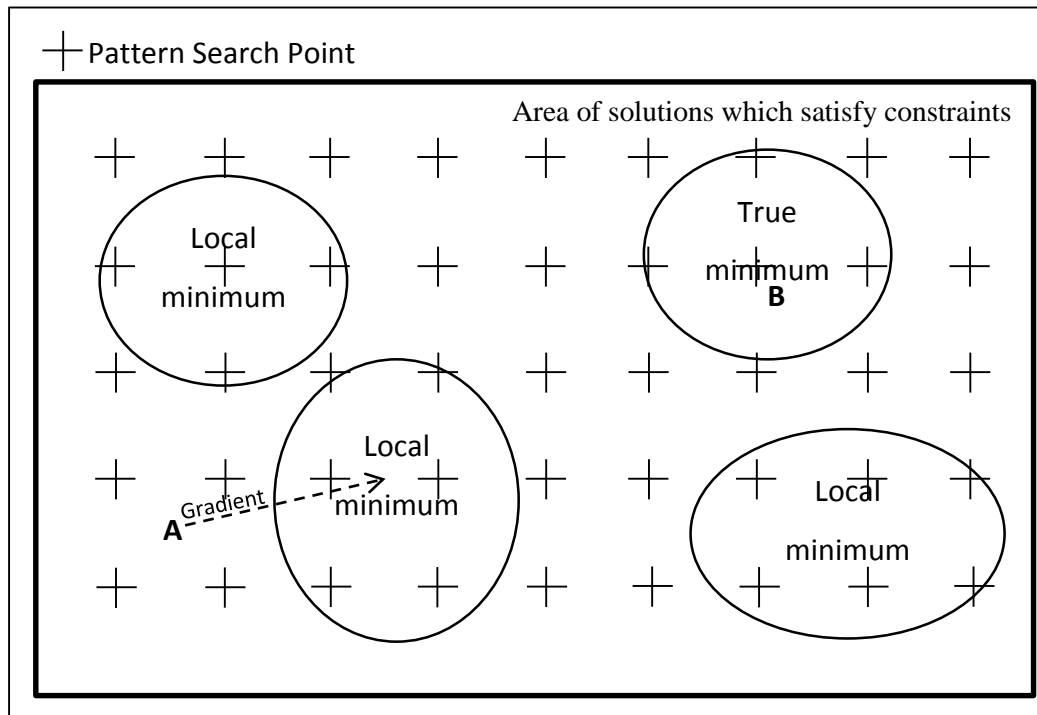 Pattern Search Point
Area of solutions which satisfy constraints
Local
minimum
True
minimum
B
Local
minimum
Gradient
A
Local
minimum